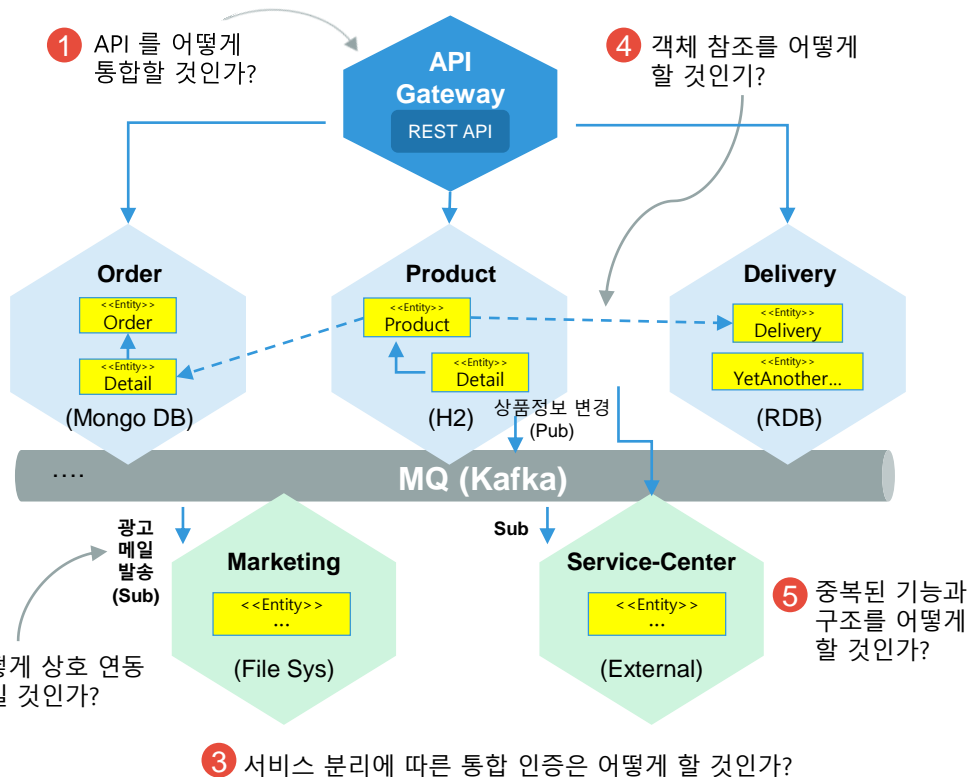 1 API 를 어떻게
통합할 것인가?
API
Gateway
REST API
4 객체 참조를 어떻게
할 것인기?
Order
<<Entity>>
Order
<<Entity>>
Detail
(Mongo DB)
Product
<<Entity>>
Product
<<Entity>>
Detail
(H2)
상품정보 변경
(Pub)
Delivery
<<Entity>>
Delivery
<<Entity>>
YetAnother...
(RDB)
....
MQ (Kafka)
광고
메일
발송
(Sub)
Marketing
<<Entity>>
...
(File Sys)
Sub
Service-Center
<<Entity>>
...
(External)
5 중복된 기능과
구조를 어떻게
할 것인가?
상호 연동
것인가?
3 서비스 분리에 따른 통합 인증은 어떻게 할 것인가?